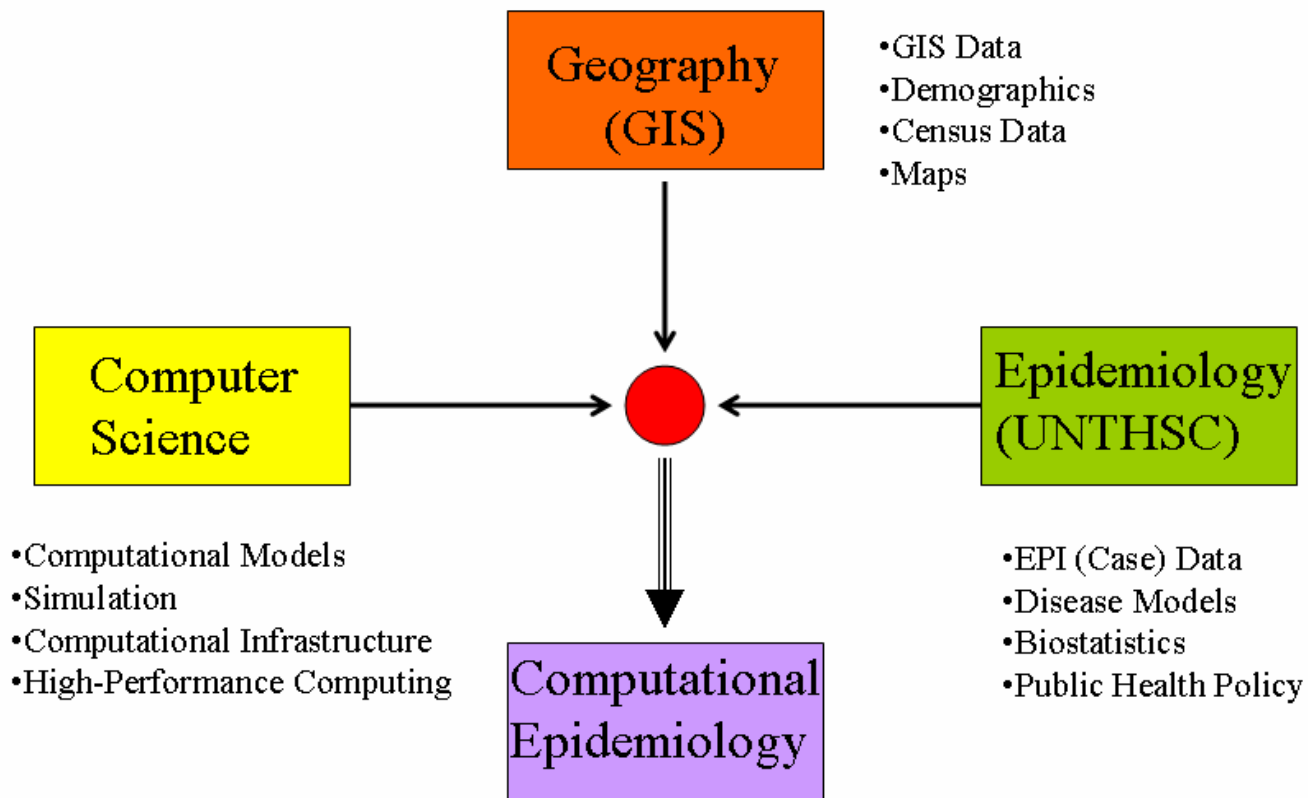 Geography
(GIS)
•GIS Data
•Demographics
•Census Data
•Maps
Computer
Science
Epidemiology
(UNTHSC)
•Computational Models
•Simulation
•Computational Infrastructure
•High-Performance Computing
•EPI (Case) Data
•Disease Models
•Biostatistics
•Public Health Policy
Computational
Epidemiology